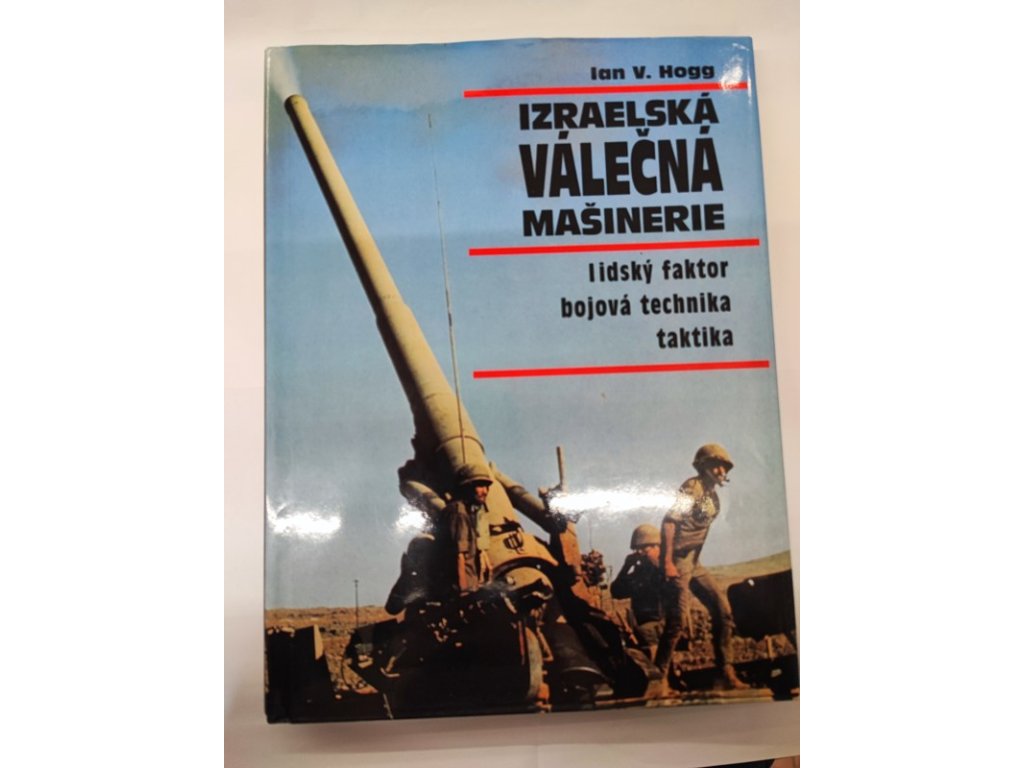 Ian V. Hogg
IZRAELSKÁ
VÁLEČNÁ
MAŠINERIE
lidský faktor
bojová technika
taktika